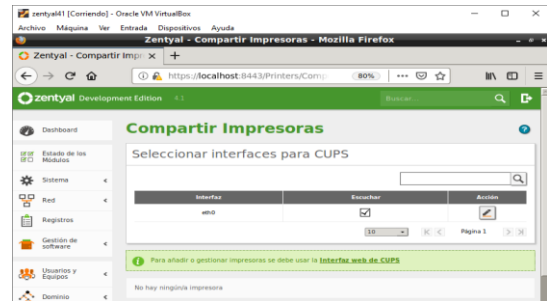 zentyal41 [Corriendo] - Oracle VM VirtualBox
Archivo Máquina Ver Entrada Dispositivos Ayuda
Zentyal - Compartir Impresoras - Mozilla Firefox
Zentyal - Compartir Impre
https://localhost:8443/Printers/Comp
80%
zentyal Development Edition 4.1
Buscar...
Dashboard
Estado de los Módulos
Sistema
Red
Registros
Gestión de software
Usuarios y Equipos
Dominio
Compartir Impresoras
Seleccionar interfaces para CUPS
Interfaz Escuchar Acción
eth0
10 Página 1
Para añadir o gestionar impresoras se debe usar la Interfaz web de CUPS
No hay ningún/a impresora